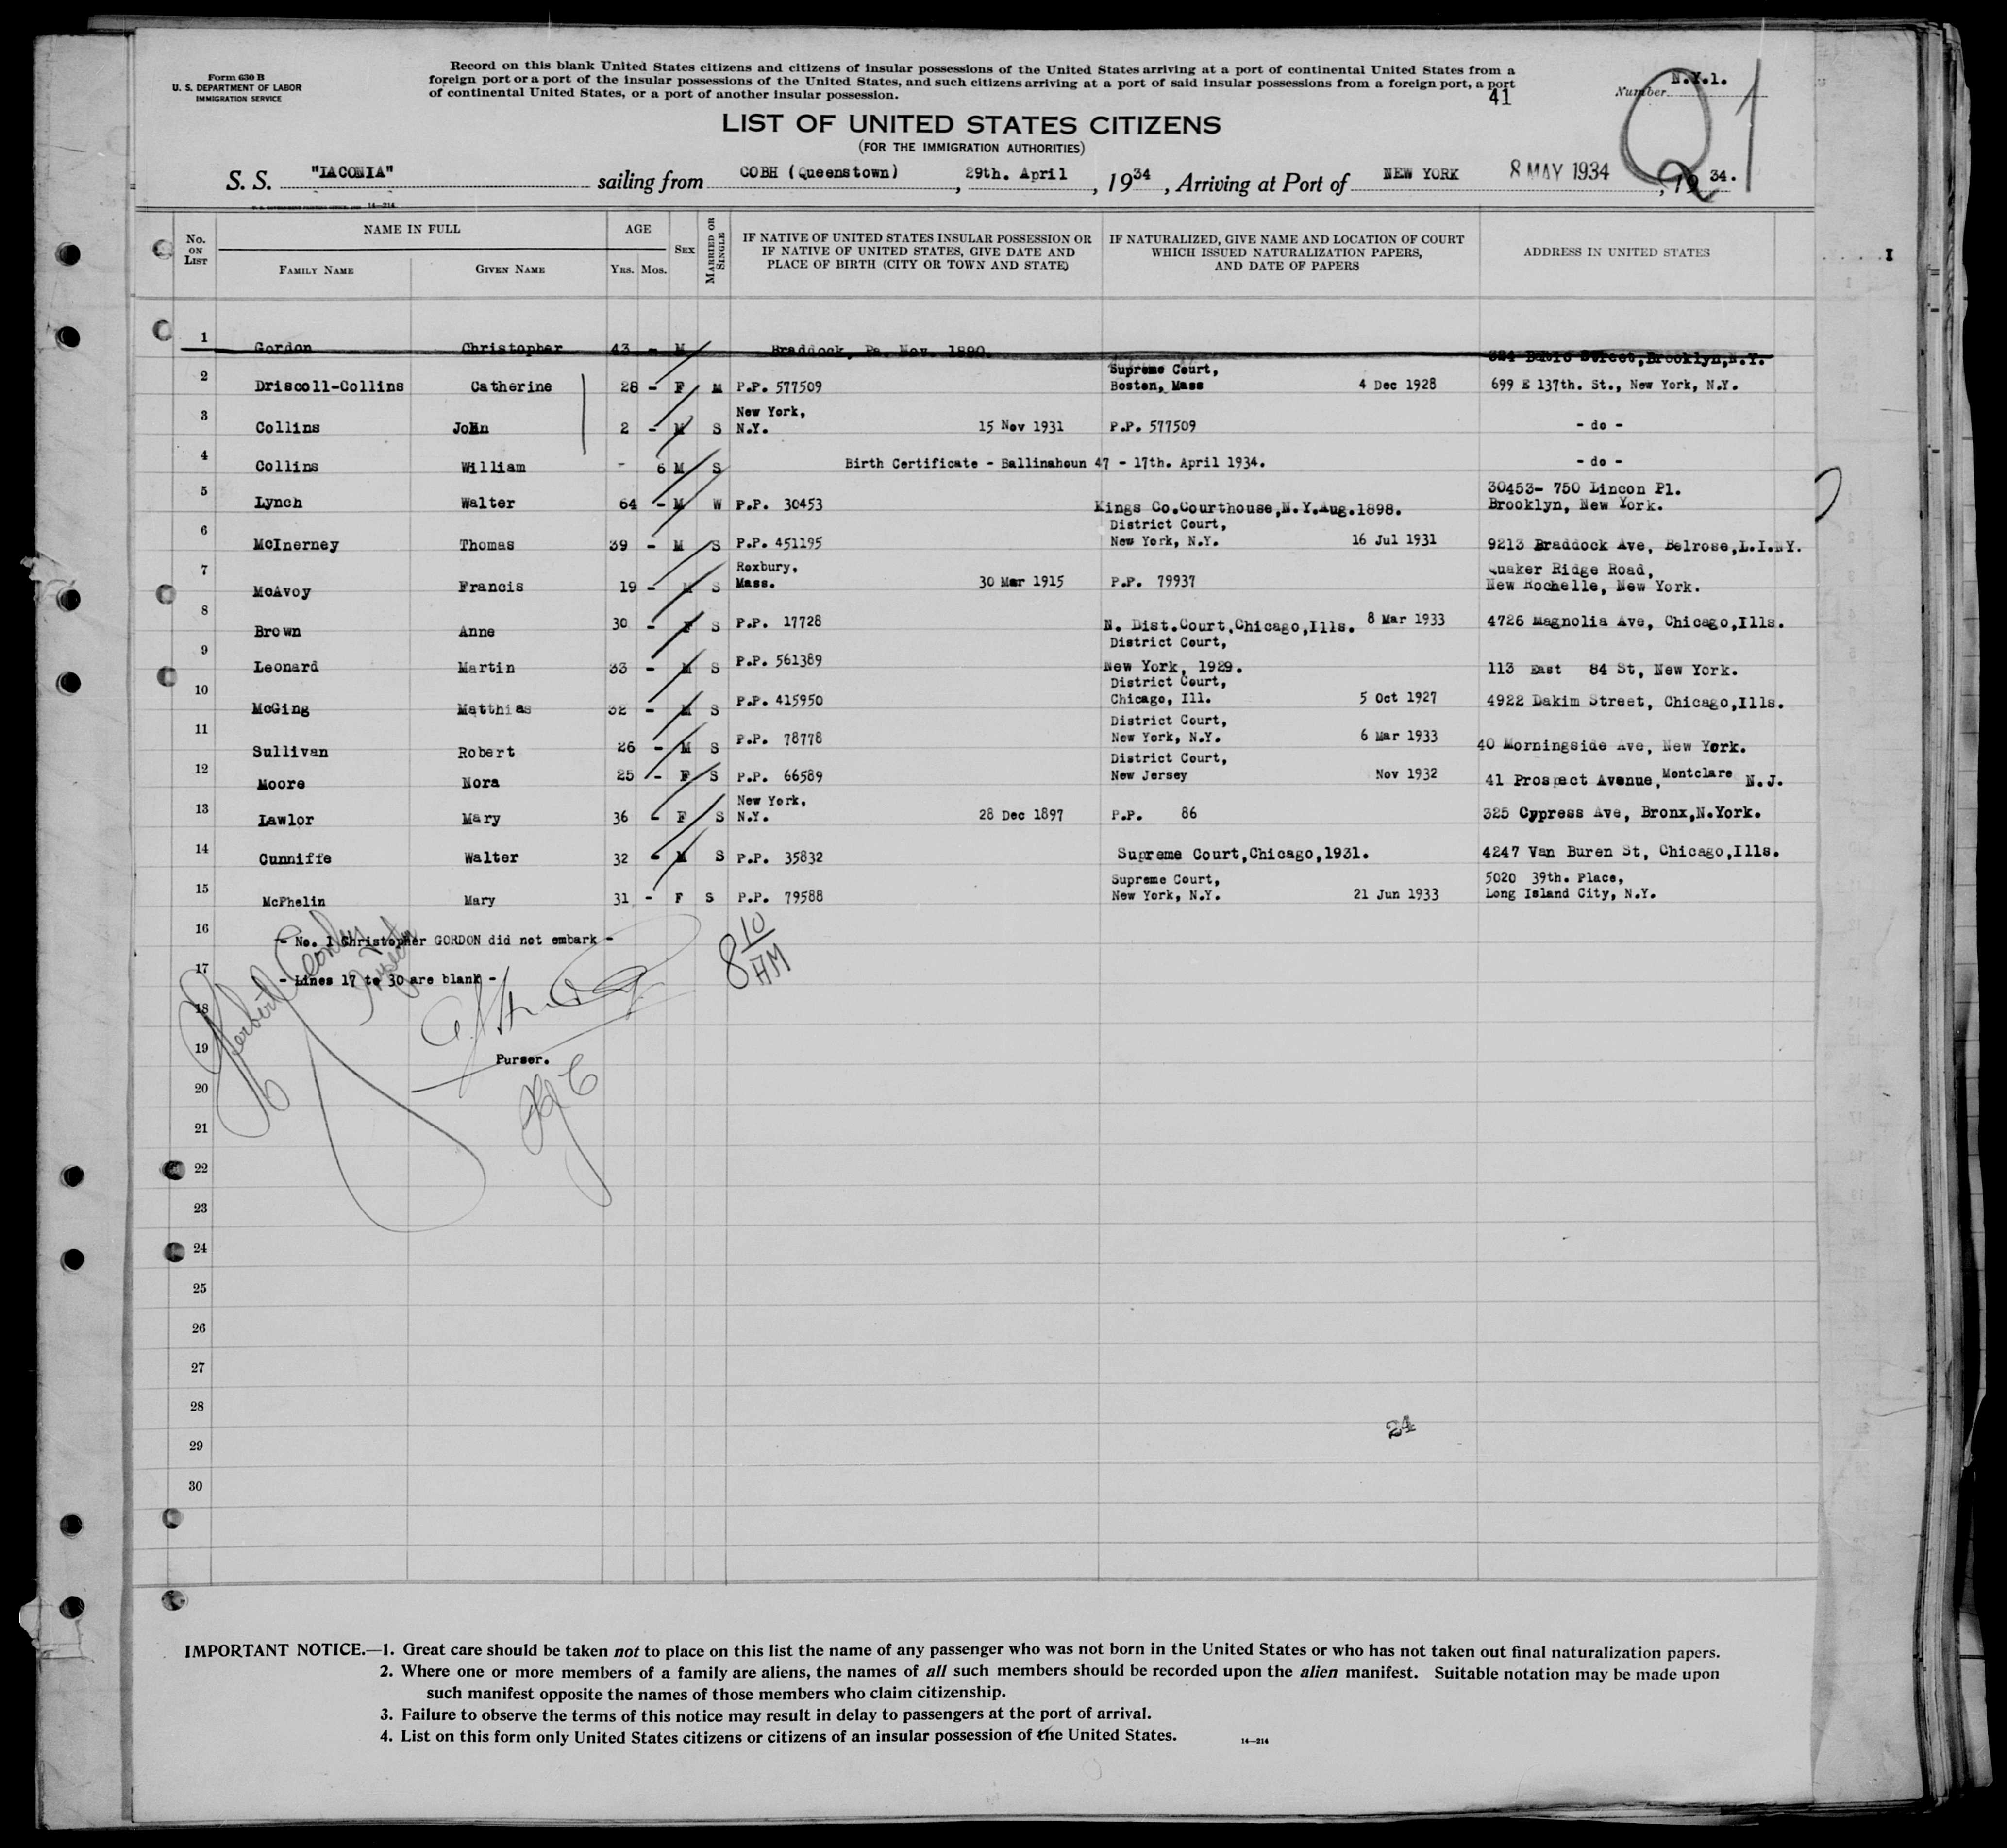 Form 630 B
U. S. DEPARTMENT OF LABOR
IMMIGRATION SERVICE
Record on this blank United States citizens and citizens of insular possessions of the United States arriving at a port of continental United States from a
foreign port or a port of the insular possessions of the United States, and such citizens arriving at a port of said insular possessions from a foreign port, a port
of continental United States, or a port of another insular possession.
41
Number N.Y.1.
Q1
LIST OF UNITED STATES CITIZENS
(FOR THE IMMIGRATION AUTHORITIES)
S. S. "LACONIA" sailing from COBH (Queenstown), 29th. April, 1934, Arriving at Port of NEW YORK 8 MAY 1934, 1934.
14—214
No. ON LIST NAME IN FULL AGE SEX MARRIED OR SINGLE IF NATIVE OF UNITED STATES INSULAR POSSESSION OR IF NATIVE OF UNITED STATES, GIVE DATE AND PLACE OF BIRTH (CITY OR TOWN AND STATE) IF NATURALIZED, GIVE NAME AND LOCATION OF COURT WHICH ISSUED NATURALIZATION PAPERS, AND DATE OF PAPERS ADDRESS IN UNITED STATES
FAMILY NAME GIVEN NAME YRS. MOS.
I
1 Gordon Christopher 43 - M Braddock, Pa. Nov. 1890. Street, Brooklyn, N.Y.
2 Driscoll-Collins Catherine 28 - F M P.P. 577509 Supreme Court, Boston, Mass 4 Dec 1928 699 E 137th. St., New York, N.Y.
3 Collins John 2 - M S New York, N.Y. 15 Nov 1931 P.P. 577509 - do -
4 Collins William - 6 M S Birth Certificate - Ballinahoun 47 - 17th. April 1934. - do -
5 Lynch Walter 64 - M W P.P. 30453 Kings Co.Courthouse,N.Y.Aug.1898. 30453- 750 Lincon Pl. Brooklyn, New York.
6 McInerney Thomas 39 - M S P.P. 451195 District Court, New York, N.Y. 16 Jul 1931 9213 Braddock Ave, Belrose,L.I.NY.
7 McAvoy Francis 19 - M S Roxbury, Mass. 30 Mar 1915 P.P. 79937 Quaker Ridge Road, New Rochelle, New York.
8 Brown Anne 30 - F S P.P. 17728 N. Dist.Court,Chicago,Ills. 8 Mar 1933 4726 Magnolia Ave, Chicago,Ills.
9 Leonard Martin 33 - M S P.P. 561389 District Court, New York, 1929. 113 East 84 St, New York.
10 McGing Matthias 32 - M S P.P. 415950 District Court, Chicago, Ill. 5 Oct 1927 4922 Dakim Street, Chicago,Ills.
11 Sullivan Robert 26 - M S P.P. 78778 District Court, New York, N.Y. 6 Mar 1933 40 Morningside Ave, New York.
12 Moore Nora 25 - F S P.P. 66589 District Court, New Jersey Nov 1932 41 Prospect Avenue, Montclare N.J.
13 Lawlor Mary 36 - F S New York, N.Y. 28 Dec 1897 P.P. 86 325 Cypress Ave, Bronx,N.York.
14 Cunniffe Walter 32 - M S P.P. 35832 Supreme Court,Chicago,1931. 4247 Van Buren St, Chicago,Ills.
15 McPhelin Mary 31 - F S P.P. 79588 Supreme Court, New York, N.Y. 21 Jun 1933 5020 39th. Place, Long Island City, N.Y.
16 - No. 1 Christopher GORDON did not embark -
8 10 AM
17 - Lines 17 to 30 are blank -
Herbert Inspector
18
19
Purser.
20
21
22
23
24
25
26
27
28
24
29
30
IMPORTANT NOTICE.—1. Great care should be taken not to place on this list the name of any passenger who was not born in the United States or who has not taken out final naturalization papers.
2. Where one or more members of a family are aliens, the names of all such members should be recorded upon the alien manifest. Suitable notation may be made upon
such manifest opposite the names of those members who claim citizenship.
3. Failure to observe the terms of this notice may result in delay to passengers at the port of arrival.
4. List on this form only United States citizens or citizens of an insular possession of the United States.
14—214